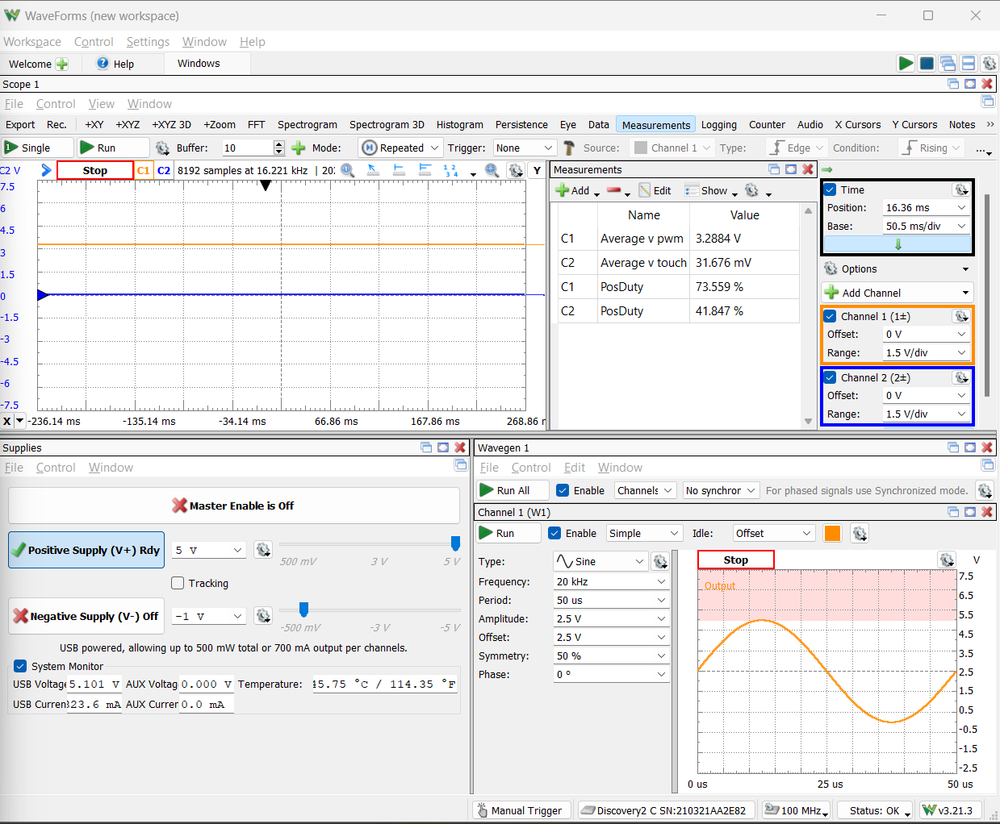 WaveForms (new workspace)
Workspace Control Settings Window Help
Welcome Help Windows
Scope 1
File Control View Window
Export Rec. +XY +XYZ +XYZ 3D +Zoom FFT Spectrogram Spectrogram 3D Histogram Persistence Eye Data Measurements Logging Counter Audio X Cursors Y Cursors Notes »
Single Run Buffer: 10 Mode: Repeated Trigger: None Source: Channel 1 Type: Edge Condition: Rising ...
C2 V Stop C1 C2 8192 samples at 16.221 kHz | 202 Y
7.5
6
4.5
3
1.5
0
-1.5
-3
-4.5
-6
-7.5
X -236.14 ms -135.14 ms -34.14 ms 66.86 ms 167.86 ms 268.86 m
Measurements
Add Edit Show
Name Value
C1 Average v pwm 3.2884 V
C2 Average v touch 31.676 mV
C1 PosDuty 73.559 %
C2 PosDuty 41.847 %
Time
Position: 16.36 ms
Base: 50.5 ms/div
Options
Add Channel
Channel 1 (1±)
Offset: 0 V
Range: 1.5 V/div
Channel 2 (2±)
Offset: 0 V
Range: 1.5 V/div
Supplies
File Control Window
Master Enable is Off
Positive Supply (V+) Rdy 5 V 500 mV 3 V 5 V
Tracking
Negative Supply (V-) Off -1 V -500 mV -3 V -5 V
USB powered, allowing up to 500 mW total or 700 mA output per channels.
System Monitor
USB Voltage 5.101 V AUX Voltag 0.000 V Temperature: 45.75 °C / 114.35 °F
USB Curren 323.6 mA AUX Currer 0.0 mA
Wavegen 1
File Control Edit Window
Run All Enable Channels No synchror For phased signals use Synchronized mode.
Channel 1 (W1)
Run Enable Simple Idle: Offset
Type: Sine
Frequency: 20 kHz
Period: 50 us
Amplitude: 2.5 V
Offset: 2.5 V
Symmetry: 50 %
Phase: 0 °
Stop V
Output
7.5
6.5
5.5
4.5
3.5
2.5
1.5
0.5
-0.5
-1.5
-2.5
0 us 25 us 50 us
Manual Trigger Discovery2 C SN:210321AA2E82 100 MHz Status: OK v3.21.3